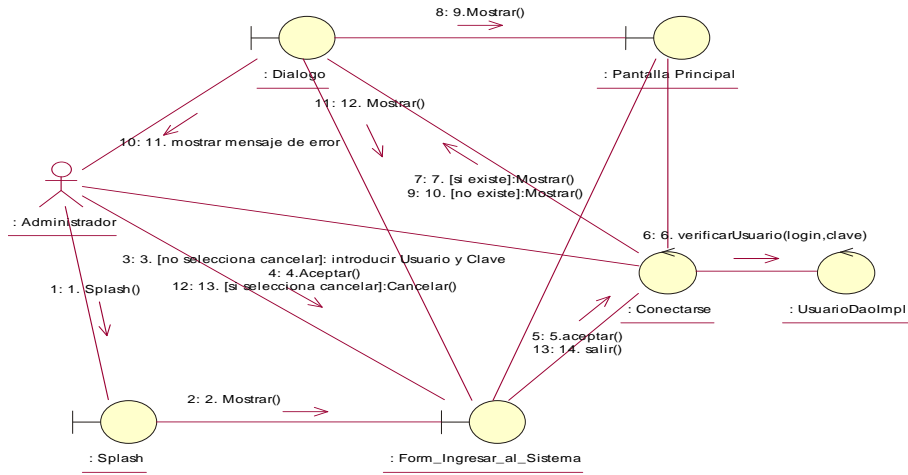 8: 9.Mostrar()
: Dialogo
: Pantalla Principal
11: 12. Mostrar()
10: 11. mostrar mensaje de error
7: 7. [si existe]:Mostrar()
9: 10. [no existe]:Mostrar()
: Administrador
6: 6. verificarUsuario(login,clave)
3: 3. [no selecciona cancelar]: introducir Usuario y Clave
4: 4.Aceptar()
12: 13. [si selecciona cancelar]:Cancelar()
1: 1. Splash()
: Conectarse
: UsuarioDaoImpl
5: 5.aceptar()
13: 14. salir()
2: 2. Mostrar()
: Splash
: Form_Ingresar_al_Sistema